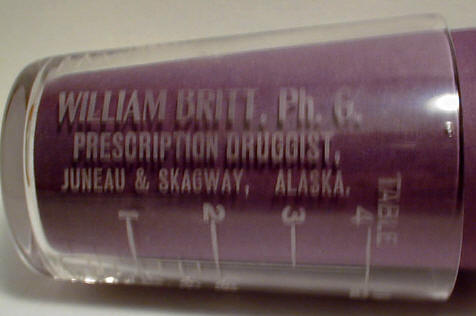 WILLIAM BRITT, Ph. G.
PRESCRIPTION DRUGGIST,
JUNEAU & SKAGWAY, ALASKA.
1 2 3 4
TABLE